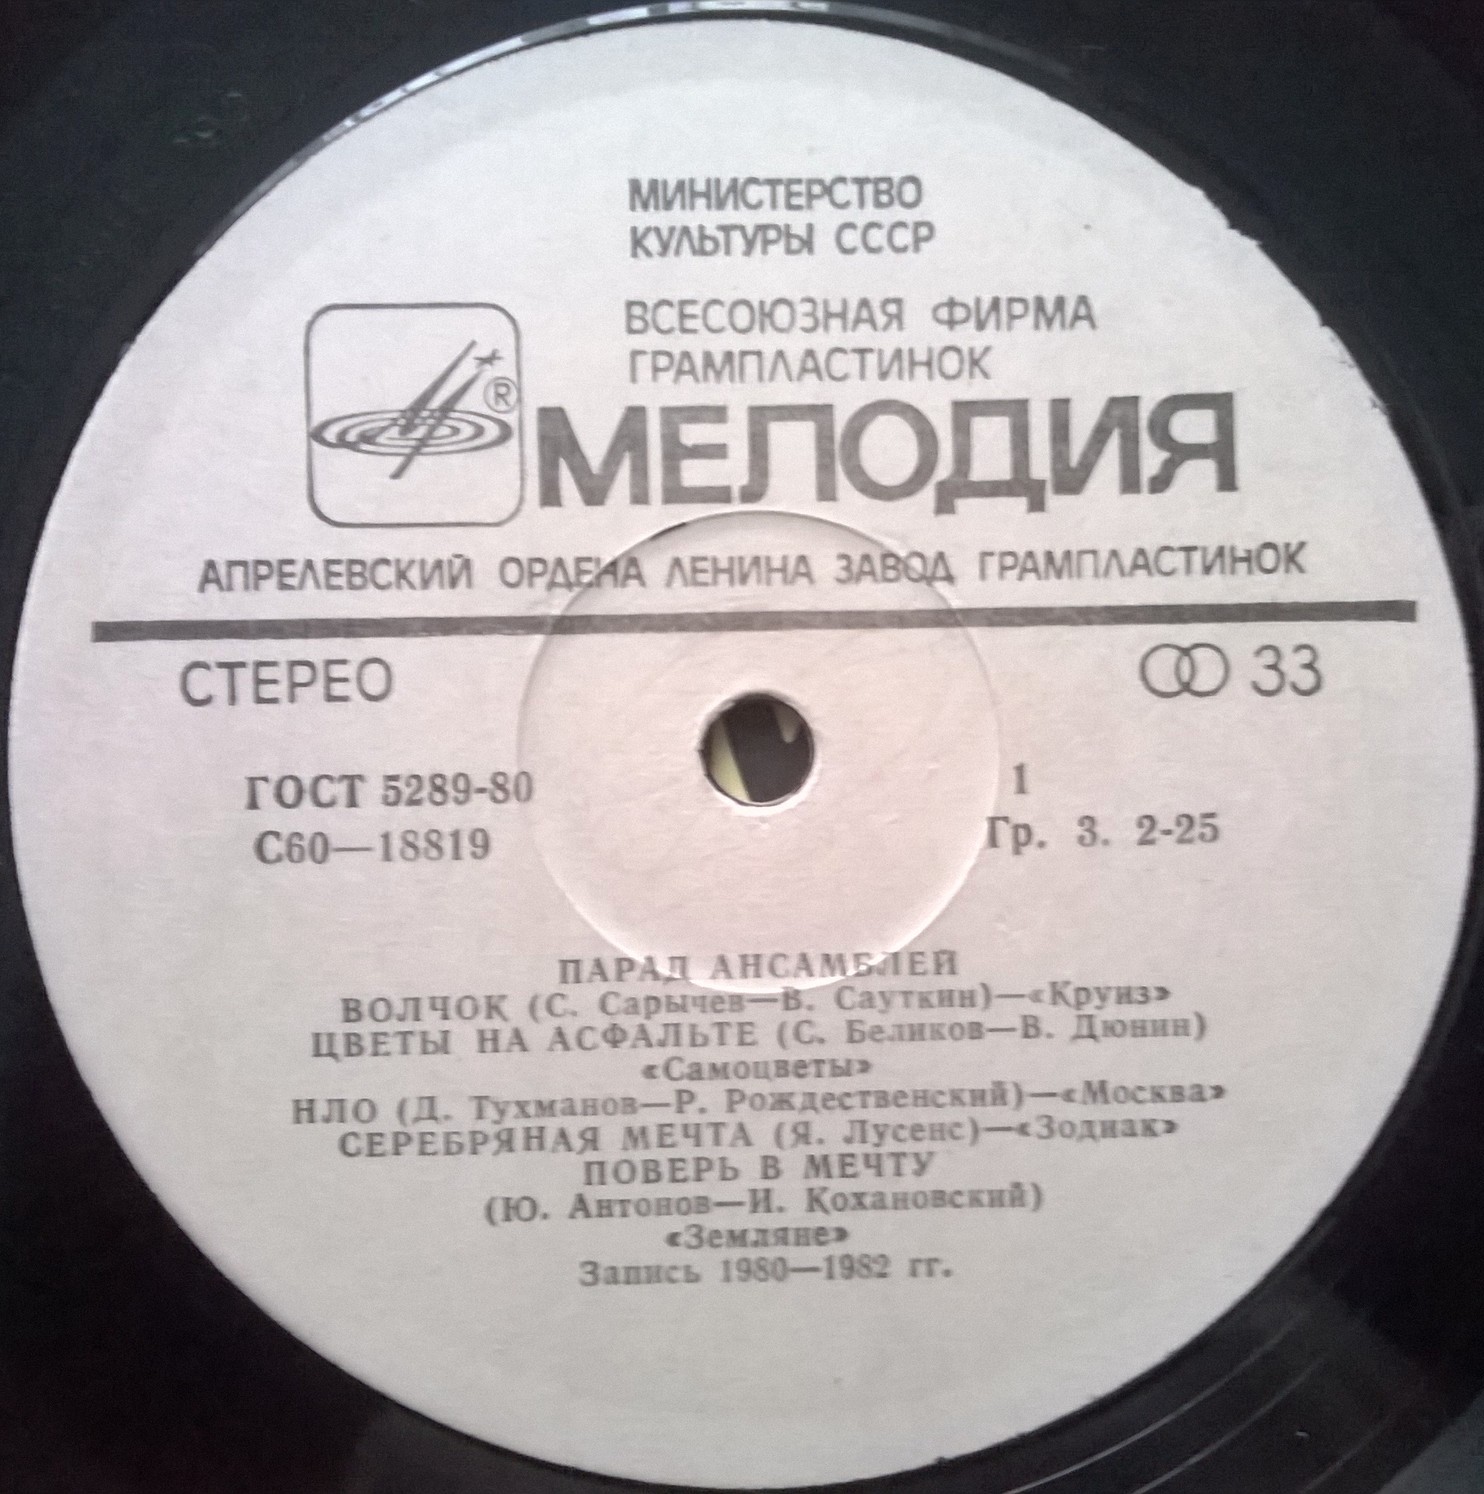 МИНИСТЕРСТВО
КУЛЬТУРЫ СССР
ВСЕСОЮЗНАЯ ФИРМА
ГРАМПЛАСТИНОК
®
МЕЛОДИЯ
АПРЕЛЕВСКИЙ ОРДЕНА ЛЕНИНА ЗАВОД ГРАМПЛАСТИНОК
СТЕРЕО
33
ГОСТ 5289-80
С60—18819
1
Гр. 3. 2-25
ПАРАД АНСАМБЛЕЙ
ВОЛЧОК (С. Сарычев—В. Сауткин)—«Круиз»
ЦВЕТЫ НА АСФАЛЬТЕ (С. Беликов—В. Дюнин)
«Самоцветы»
НЛО (Д. Тухманов—Р. Рождественский)—«Москва»
СЕРЕБРЯНАЯ МЕЧТА (Я. Лусенс)—«Зодиак»
ПОВЕРЬ В МЕЧТУ
(Ю. Антонов—И. Кохановский)
«Земляне»
Запись 1980—1982 гг.